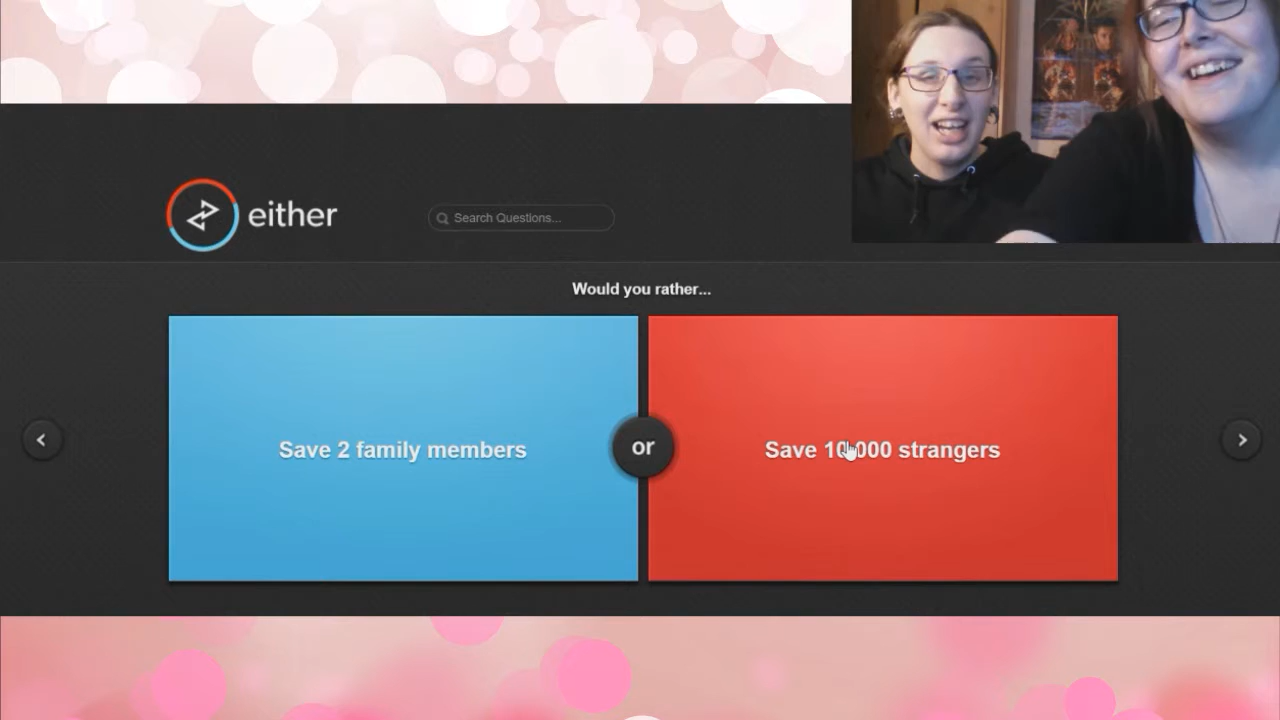 either
Search Questions...
Would you rather...
Save 2 family members
or
Save 10,000 strangers